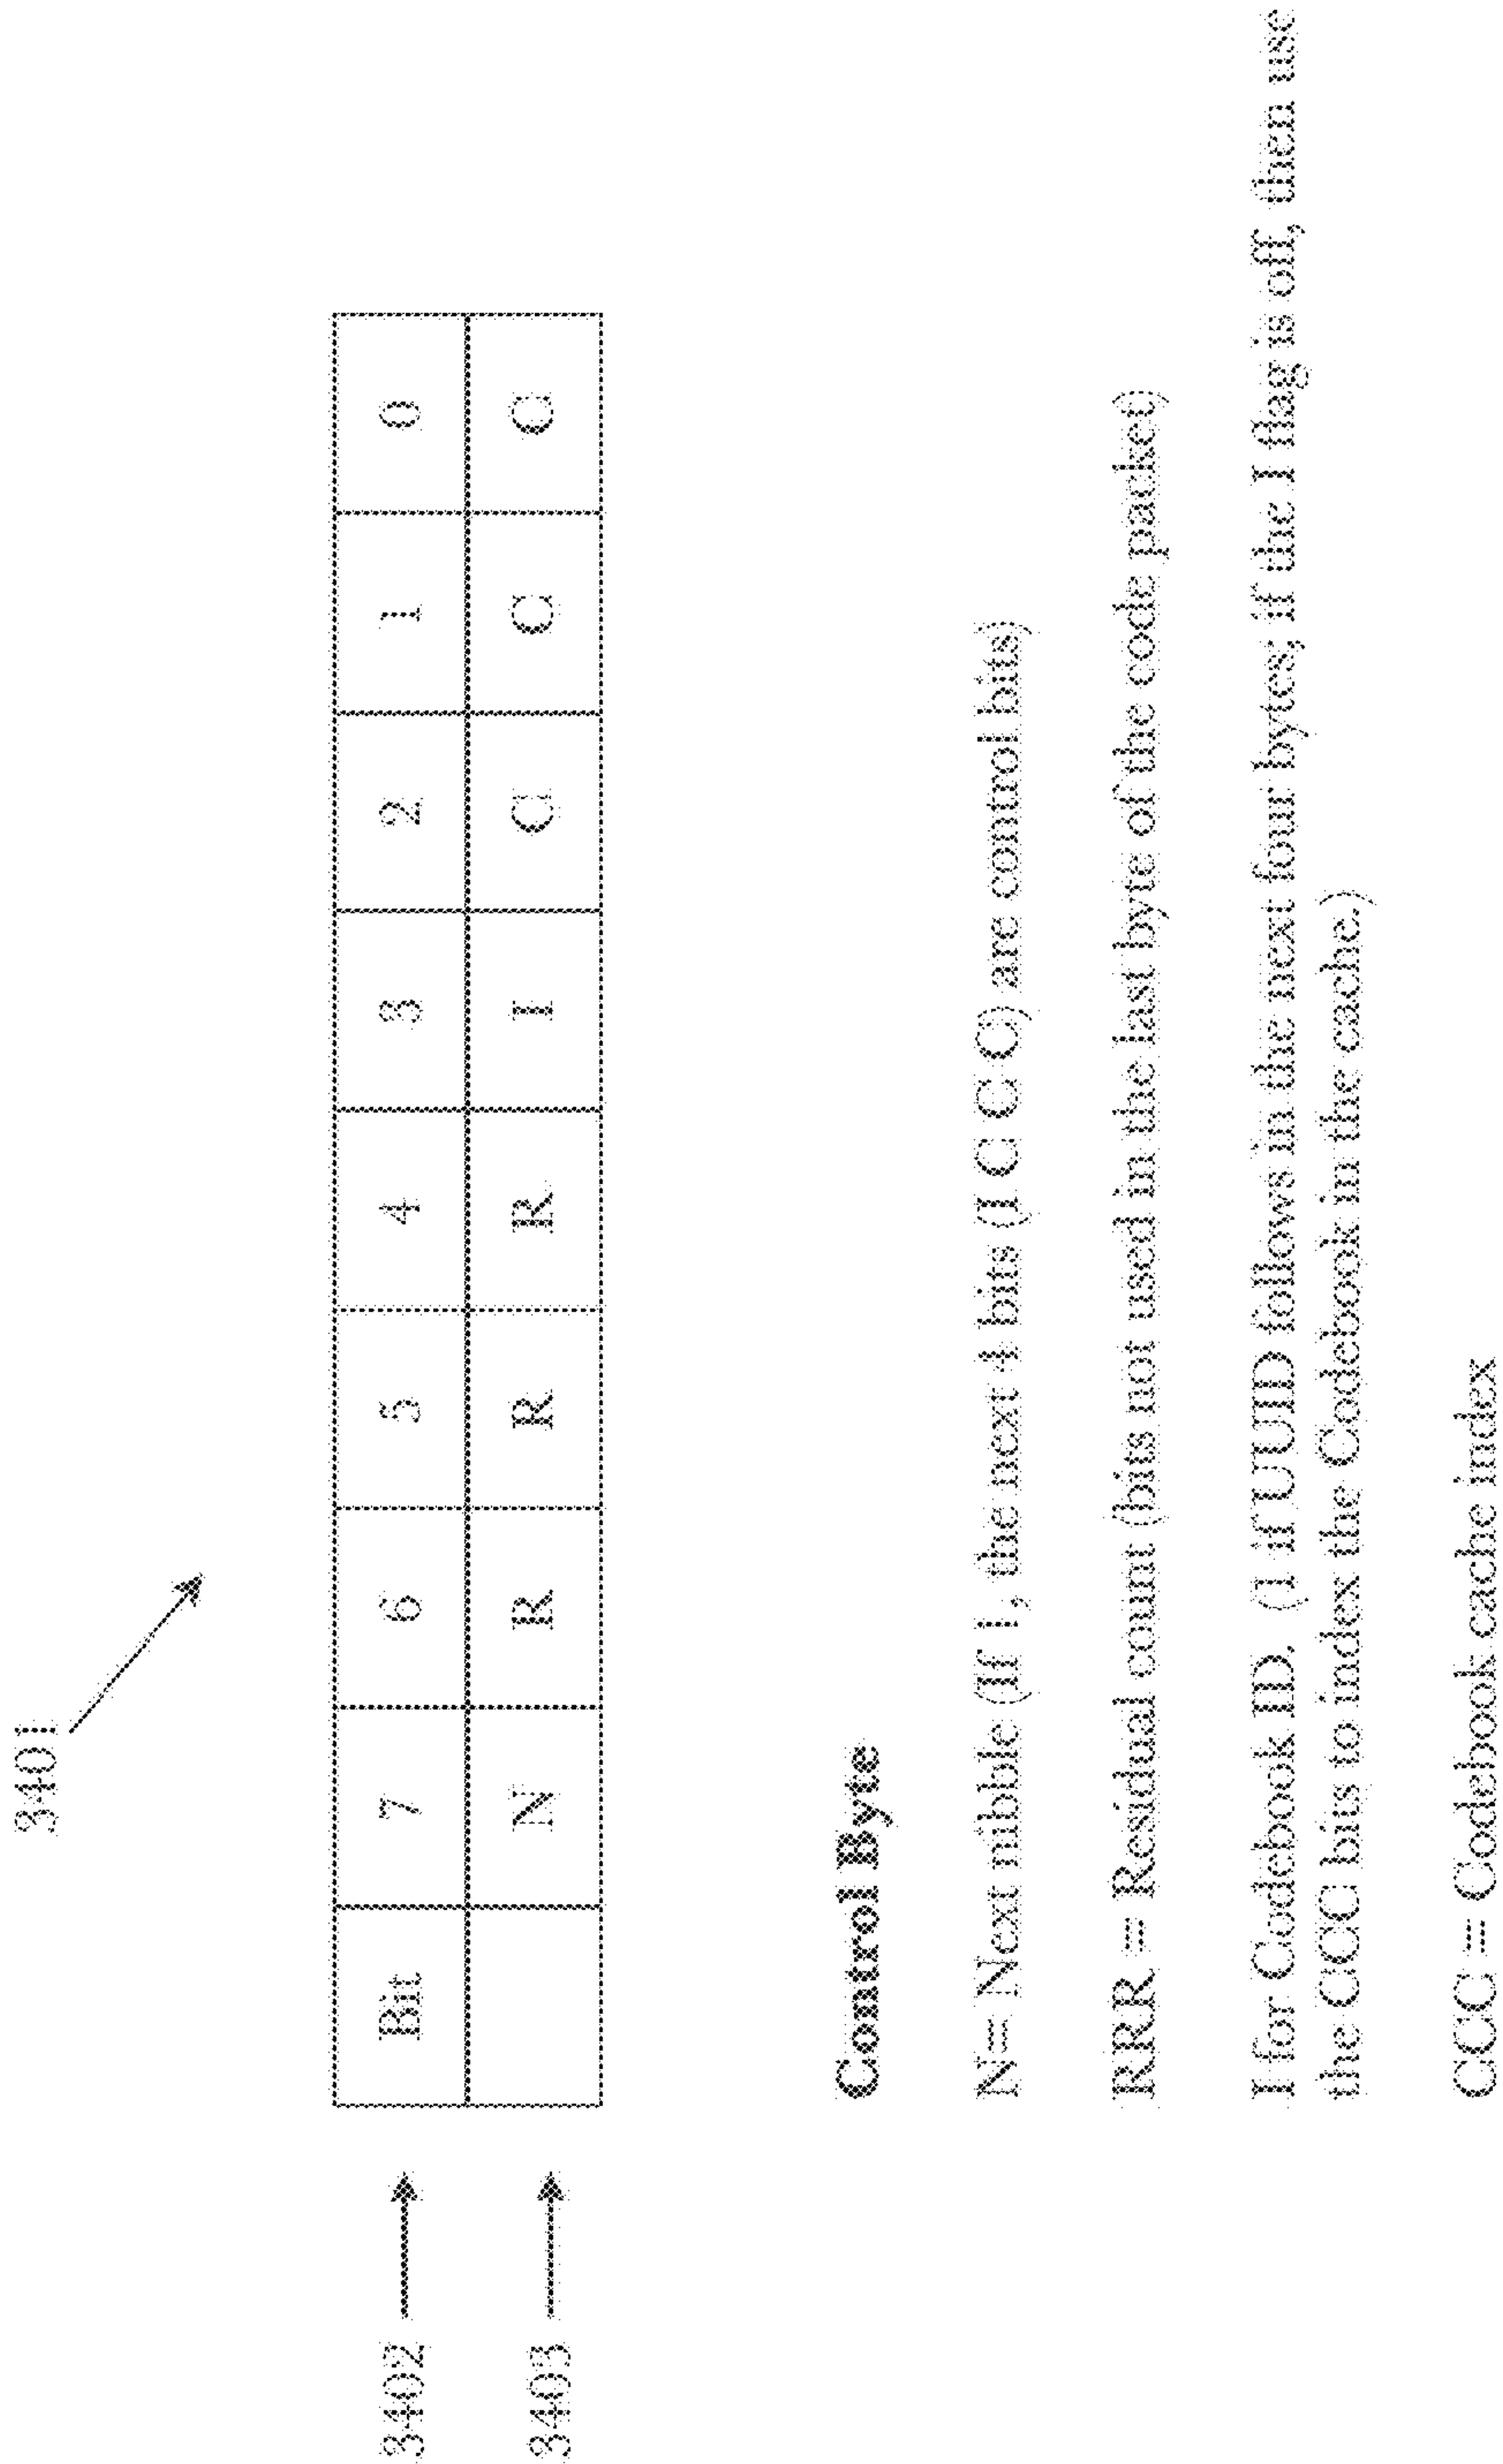 3401
3402
Bit 7 6 5 4 3 2 1 0
3403
N R R R I C C C
Control Byte
N= Next nibble (If 1, the next 4 bits (I C C C) are control bits)
RRR = Residual count (bits not used in the last byte of the code packet)
I for Codebook ID. (1 if UUID follows in the next four bytes; if the I flag is off, then use
the CCC bits to index the Codebook in the cache.)
CCC = Codebook cache index